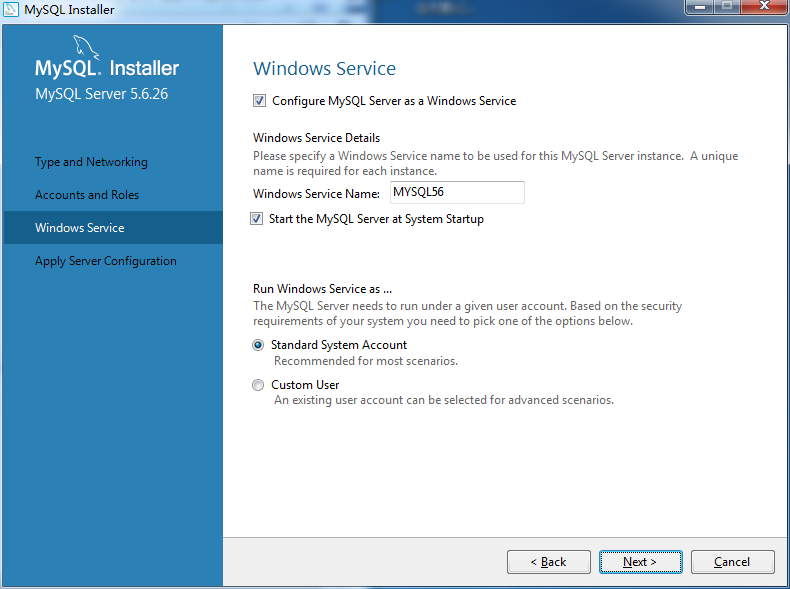 MySQL Installer
MySQL. Installer
MySQL Server 5.6.26
Type and Networking
Accounts and Roles
Windows Service
Apply Server Configuration
Windows Service
Configure MySQL Server as a Windows Service
Windows Service Details
Please specify a Windows Service name to be used for this MySQL Server instance. A unique
name is required for each instance.
Windows Service Name: MYSQL56
Start the MySQL Server at System Startup
Run Windows Service as ...
The MySQL Server needs to run under a given user account. Based on the security
requirements of your system you need to pick one of the options below.
Standard System Account
Recommended for most scenarios.
Custom User
An existing user account can be selected for advanced scenarios.
< Back Next > Cancel